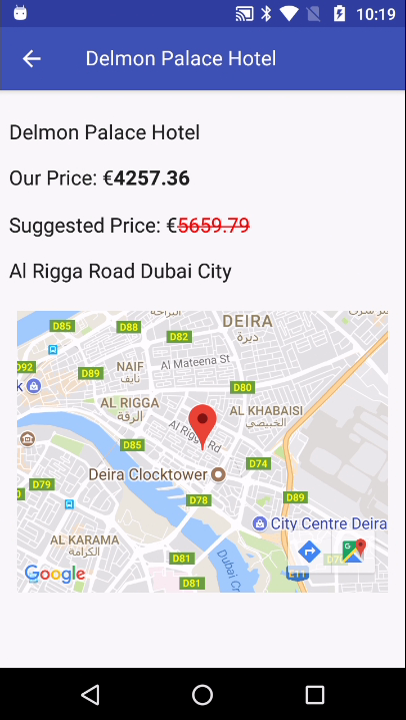 10:19
Delmon Palace Hotel
Delmon Palace Hotel
Our Price: €4257.36
Suggested Price: €5659.79
Al Rigga Road Dubai City
D85
D88
DEIRA
ديرة
D82
D92
NAIF
نايف
Al Mateena St
D89
k
D80
AL RIGGA
الرقة
AL KHABAISI
الخبيصي
D85
Al Rigga Rd
Deira Clocktower
D74
D79
D78
D89
City Centre Deira
AL KARAMA
الكرامة
D81
Dubai Cr
E11
D81
Google